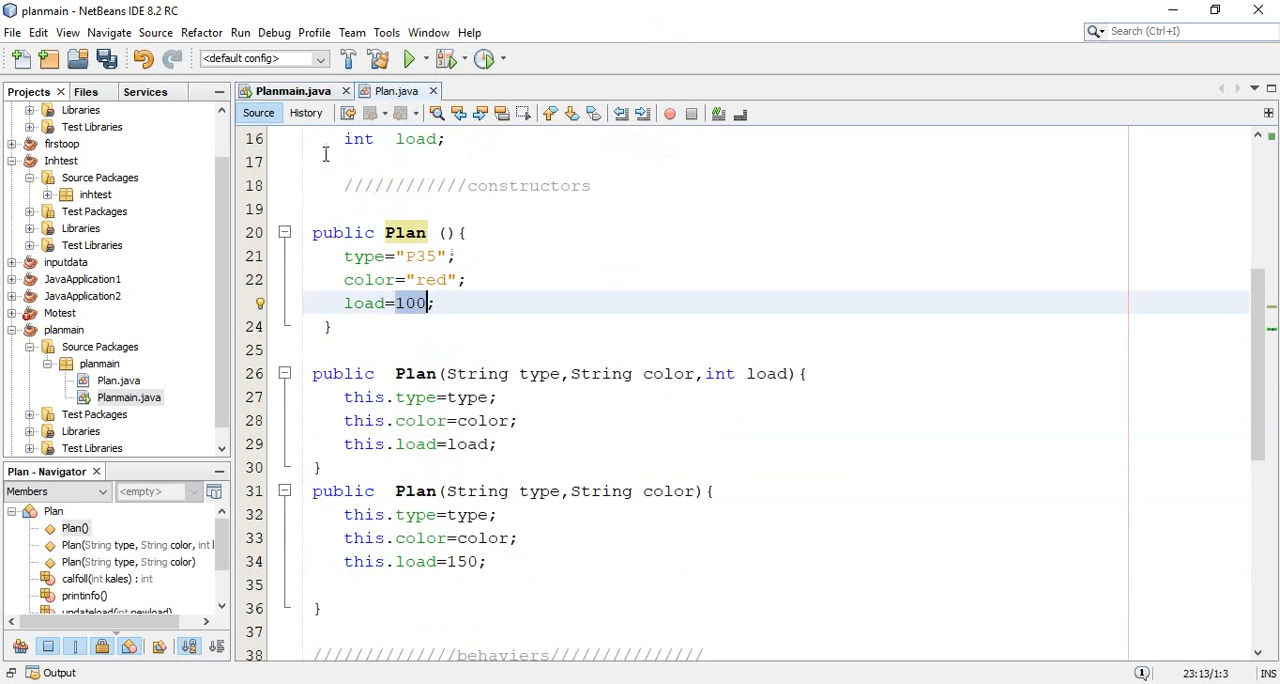 planmain - NetBeans IDE 8.2 RC
File Edit View Navigate Source Refactor Run Debug Profile Team Tools Window Help
Search (Ctrl+I)
<default config>
Projects Files Services
Libraries
Test Libraries
firstoop
Inhtest
Source Packages
inhtest
Test Packages
Libraries
Test Libraries
inputdata
JavaApplication1
JavaApplication2
Motest
planmain
Source Packages
planmain
Plan.java
Planmain.java
Test Packages
Libraries
Test Libraries
Plan - Navigator
Members <empty>
Plan
Plan()
Plan(String type, String color, int l
Plan(String type, String color)
calfoll(int kales) : int
printinfo()
updateload(int newload)
Planmain.java Plan.java
Source History
16 int load;
17
18 ////////////constructors
19
20 public Plan (){
21 type="P35";
22 color="red";
load=100;
24 }
25
26 public Plan(String type,String color,int load){
27 this.type=type;
28 this.color=color;
29 this.load=load;
30 }
31 public Plan(String type,String color){
32 this.type=type;
33 this.color=color;
34 this.load=150;
35
36 }
37
38 //////////////behaviers///////////////
Output
1 23:13/1:3 INS